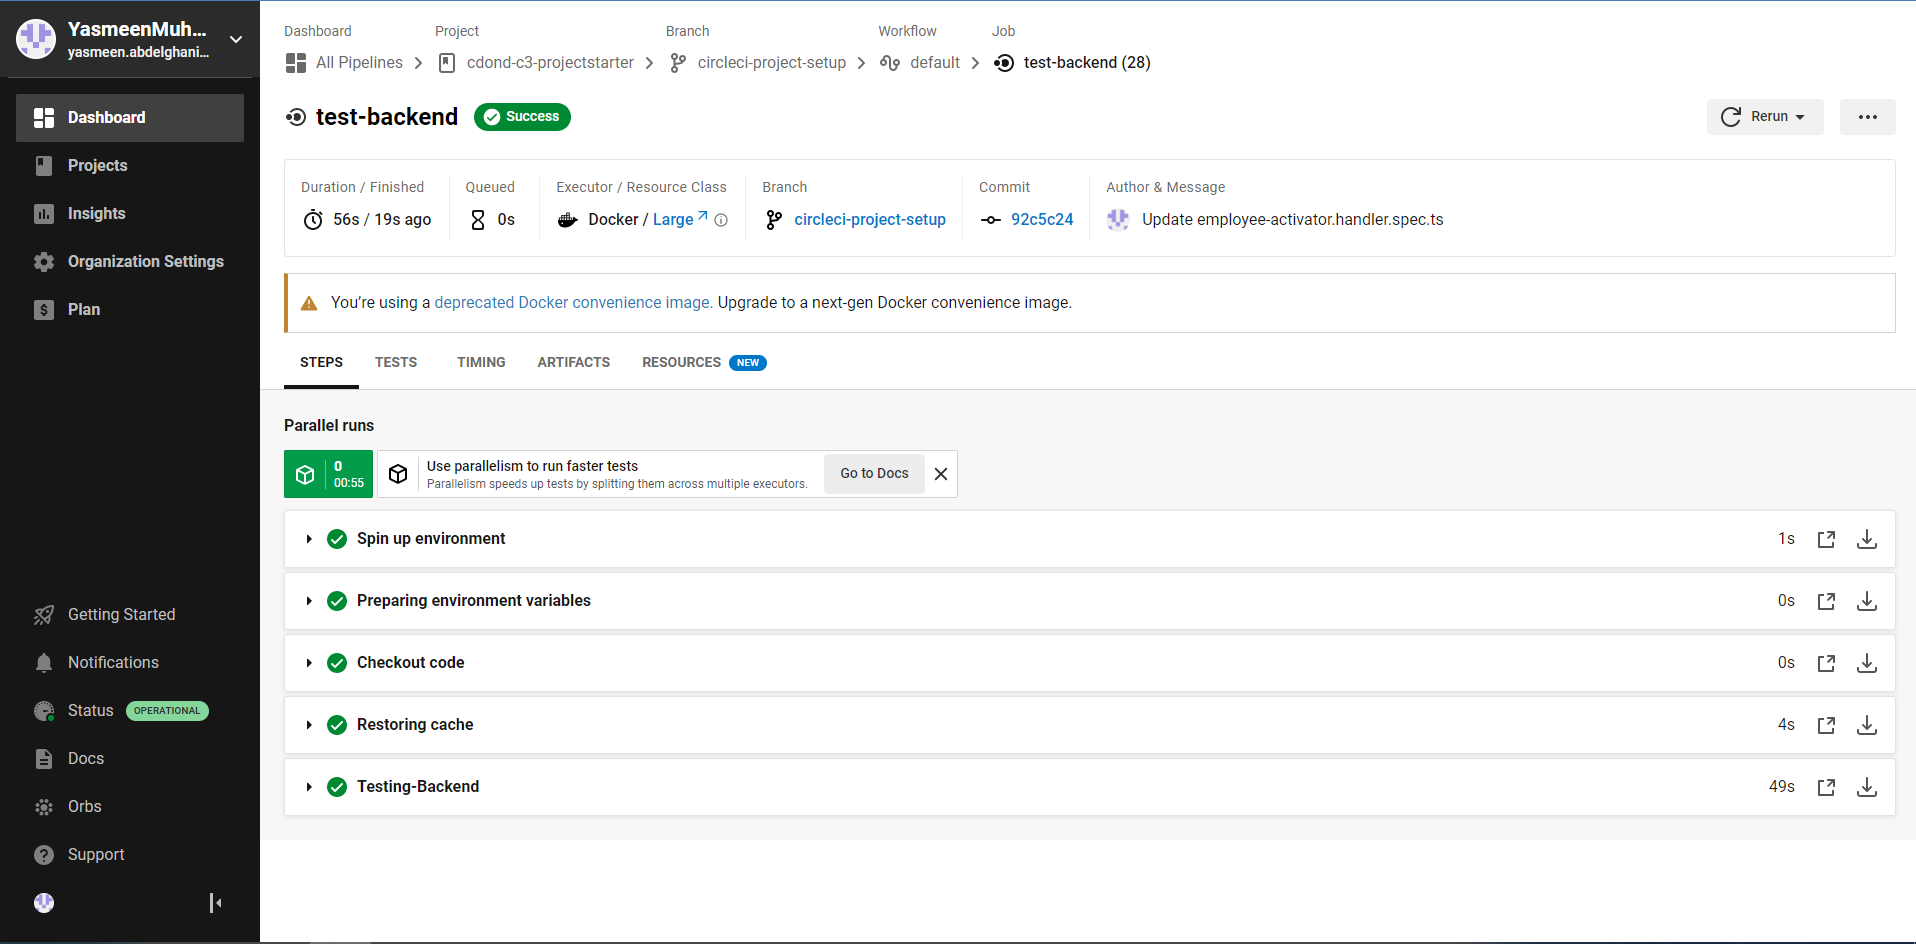 YasmeenMuh...
yasmeen.abdelghani...
Dashboard
Projects
Insights
Organization Settings
$ Plan
Getting Started
Notifications
Status OPERATIONAL
Docs
Orbs
? Support
Dashboard Project Branch Workflow Job
All Pipelines cdond-c3-projectstarter circleci-project-setup default test-backend (28)
test-backend Success Rerun
Duration / Finished Queued Executor / Resource Class Branch Commit Author & Message
56s / 19s ago 0s Docker / Large circleci-project-setup 92c5c24 Update employee-activator.handler.spec.ts
You’re using a deprecated Docker convenience image. Upgrade to a next-gen Docker convenience image.
STEPS TESTS TIMING ARTIFACTS RESOURCES NEW
Parallel runs
0
00:55
Use parallelism to run faster tests
Parallelism speeds up tests by splitting them across multiple executors.
Go to Docs
Spin up environment 1s
Preparing environment variables 0s
Checkout code 0s
Restoring cache 4s
Testing-Backend 49s